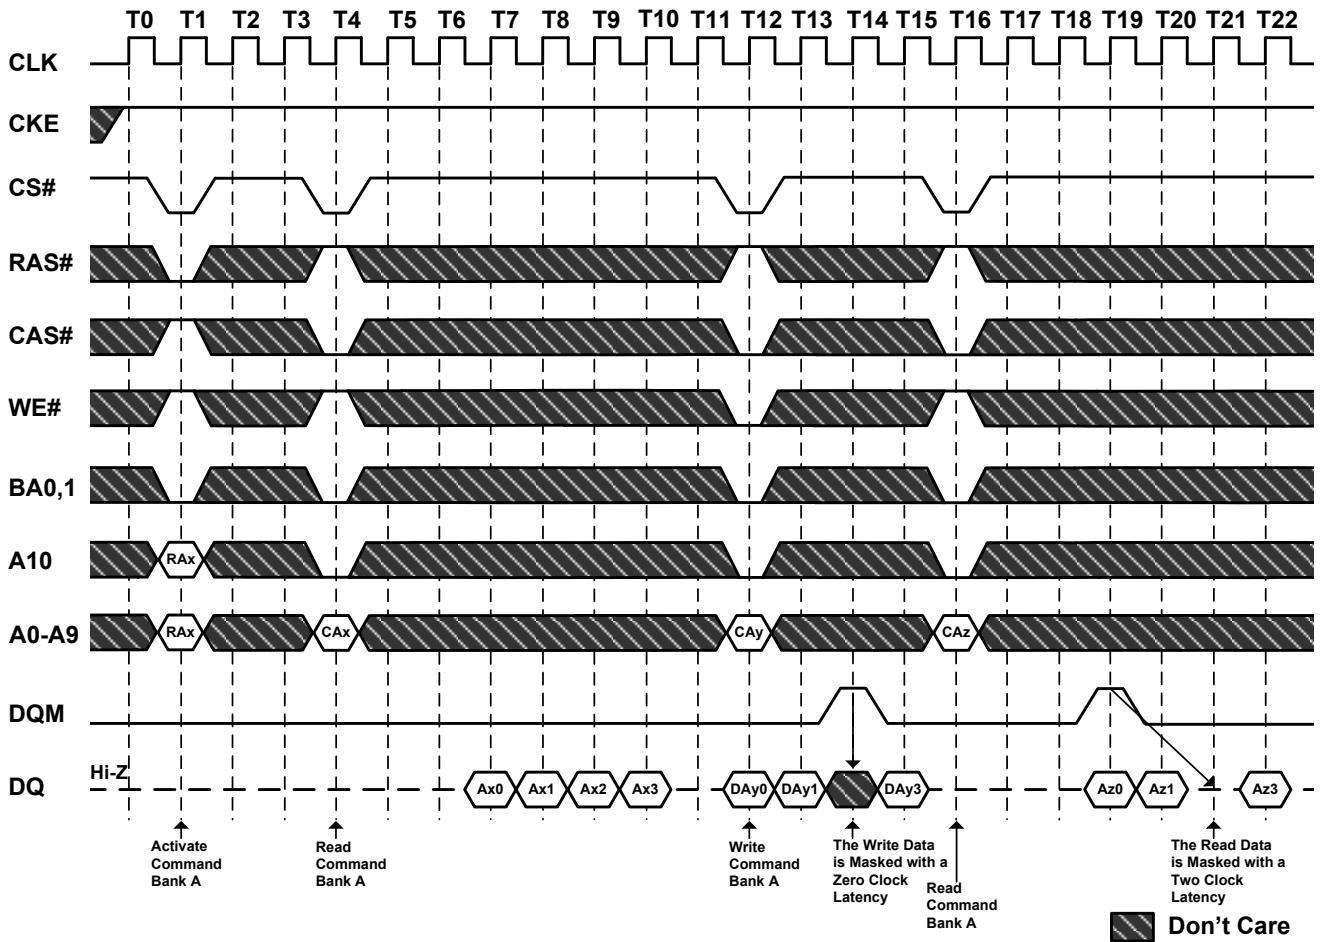 T0 T1 T2 T3 T4 T5 T6 T7 T8 T9 T10 T11 T12 T13 T14 T15 T16 T17 T18 T19 T20 T21 T22
CLK
CKE
CS#
RAS#
CAS#
WE#
BA0,1
A10 RAx
A0-A9 RAx CAx CAy CAz
DQM
Hi-Z
DQ Ax0 Ax1 Ax2 Ax3 DAy0 DAy1 DAy3 Az0 Az1 Az3
Activate
Command
Bank A
Read
Command
Bank A
Write
Command
Bank A
The Write Data
is Masked with a
Zero Clock
Latency
Read
Command
Bank A
The Read Data
is Masked with a
Two Clock
Latency
Don't Care